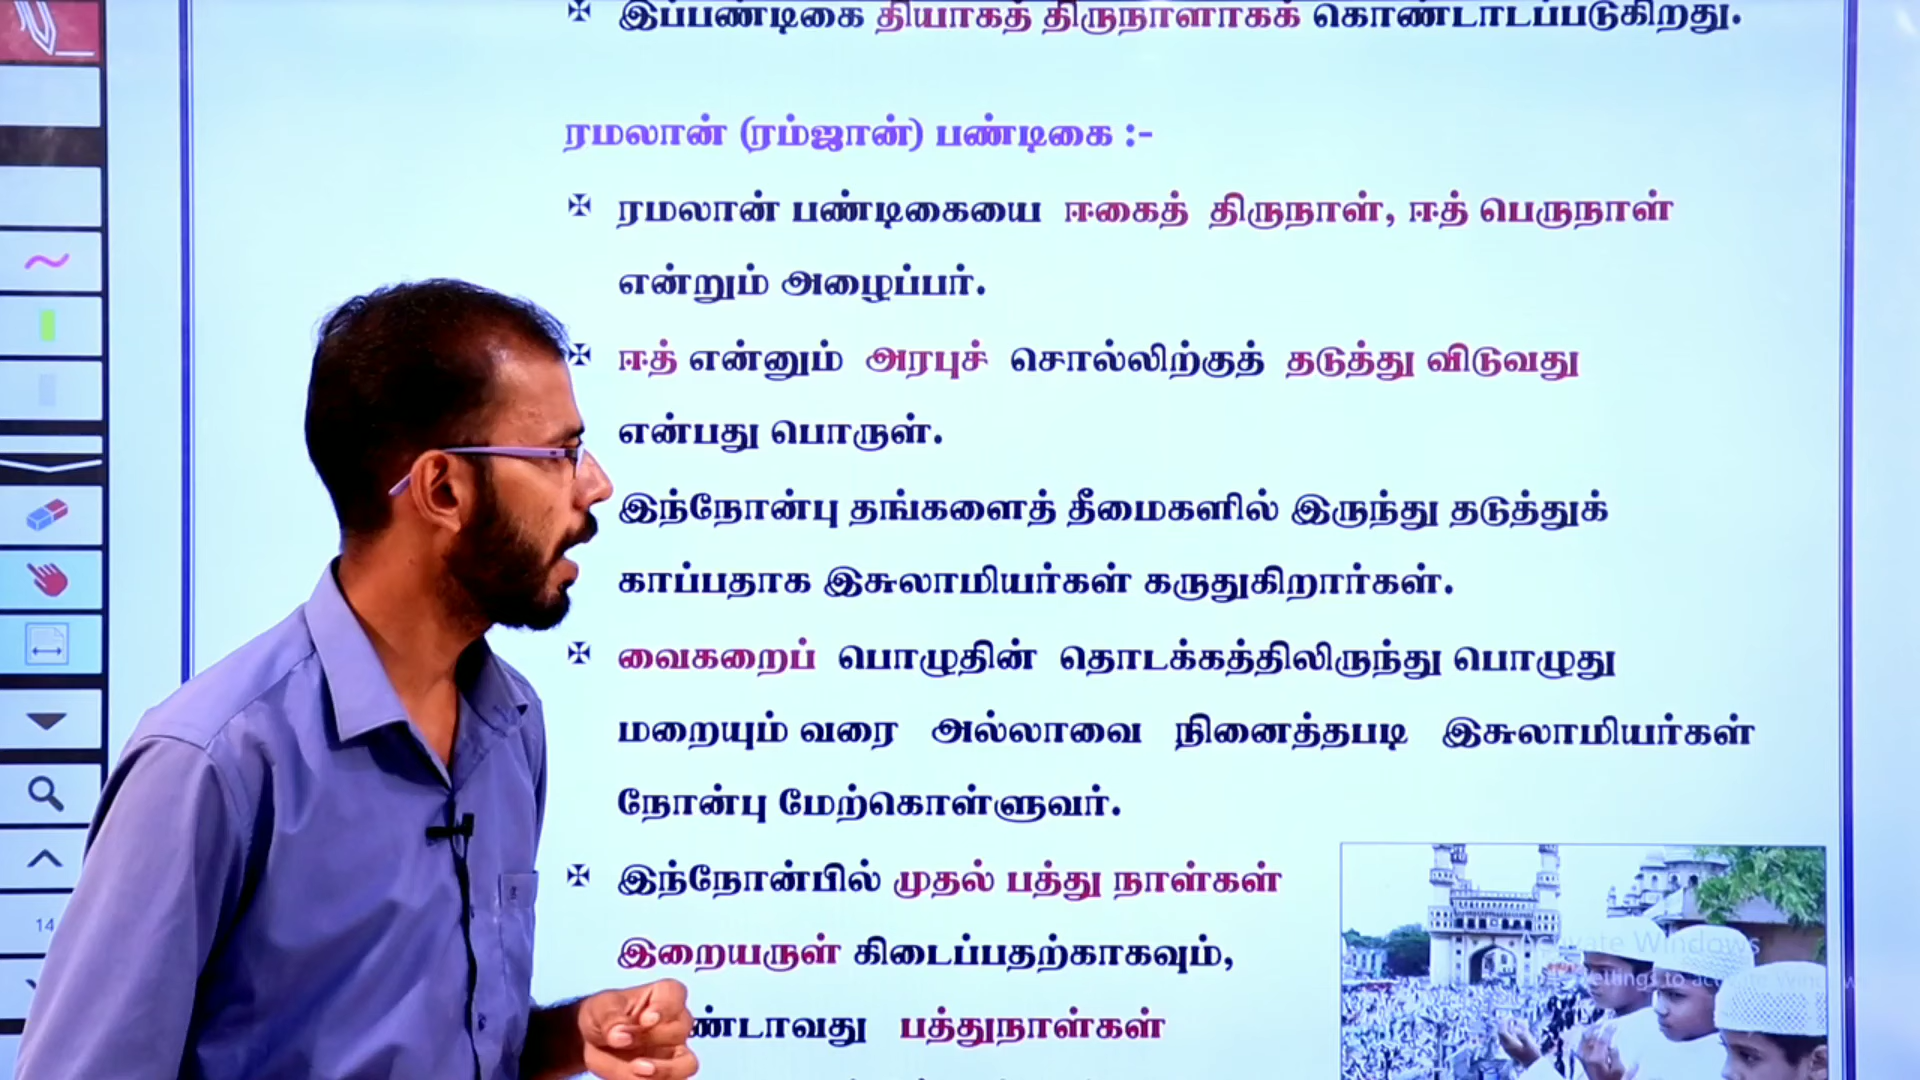 இப்பண்டிகை தியாகத் திருநாளாகக் கொண்டாடப்படுகிறது.
ரமலான் (ரம்ஜான்) பண்டிகை :-
ரமலான் பண்டிகையை ஈகைத் திருநாள், ஈத் பெருநாள்
என்றும் அழைப்பர்.
ஈத் என்னும் அரபுச் சொல்லிற்குத் தடுத்து விடுவது
என்பது பொருள்.
இந்நோன்பு தங்களைத் தீமைகளில் இருந்து தடுத்துக்
காப்பதாக இசுலாமியர்கள் கருதுகிறார்கள்.
வைகறைப் பொழுதின் தொடக்கத்திலிருந்து பொழுது
மறையும் வரை அல்லாவை நினைத்தபடி இசுலாமியர்கள்
நோன்பு மேற்கொள்ளுவர்.
இந்நோன்பில் முதல் பத்து நாள்கள்
இறையருள் கிடைப்பதற்காகவும்,
ண்டாவது பத்துநாள்கள்
14
Activate Windows